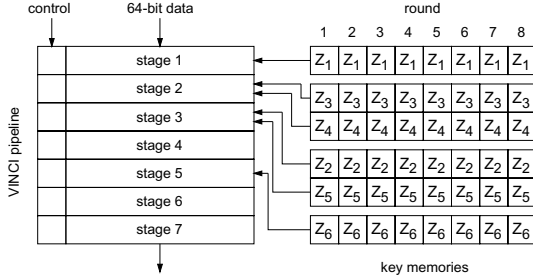 control 64-bit data round
1 2 3 4 5 6 7 8
stage 1 Z1 Z1 Z1 Z1 Z1 Z1 Z1 Z1
stage 2
Z3 Z3 Z3 Z3 Z3 Z3 Z3 Z3
stage 3 Z4 Z4 Z4 Z4 Z4 Z4 Z4 Z4
stage 4
Z2 Z2 Z2 Z2 Z2 Z2 Z2 Z2
stage 5
Z5 Z5 Z5 Z5 Z5 Z5 Z5 Z5
stage 6
stage 7 Z6 Z6 Z6 Z6 Z6 Z6 Z6 Z6
VINCI pipeline
key memories